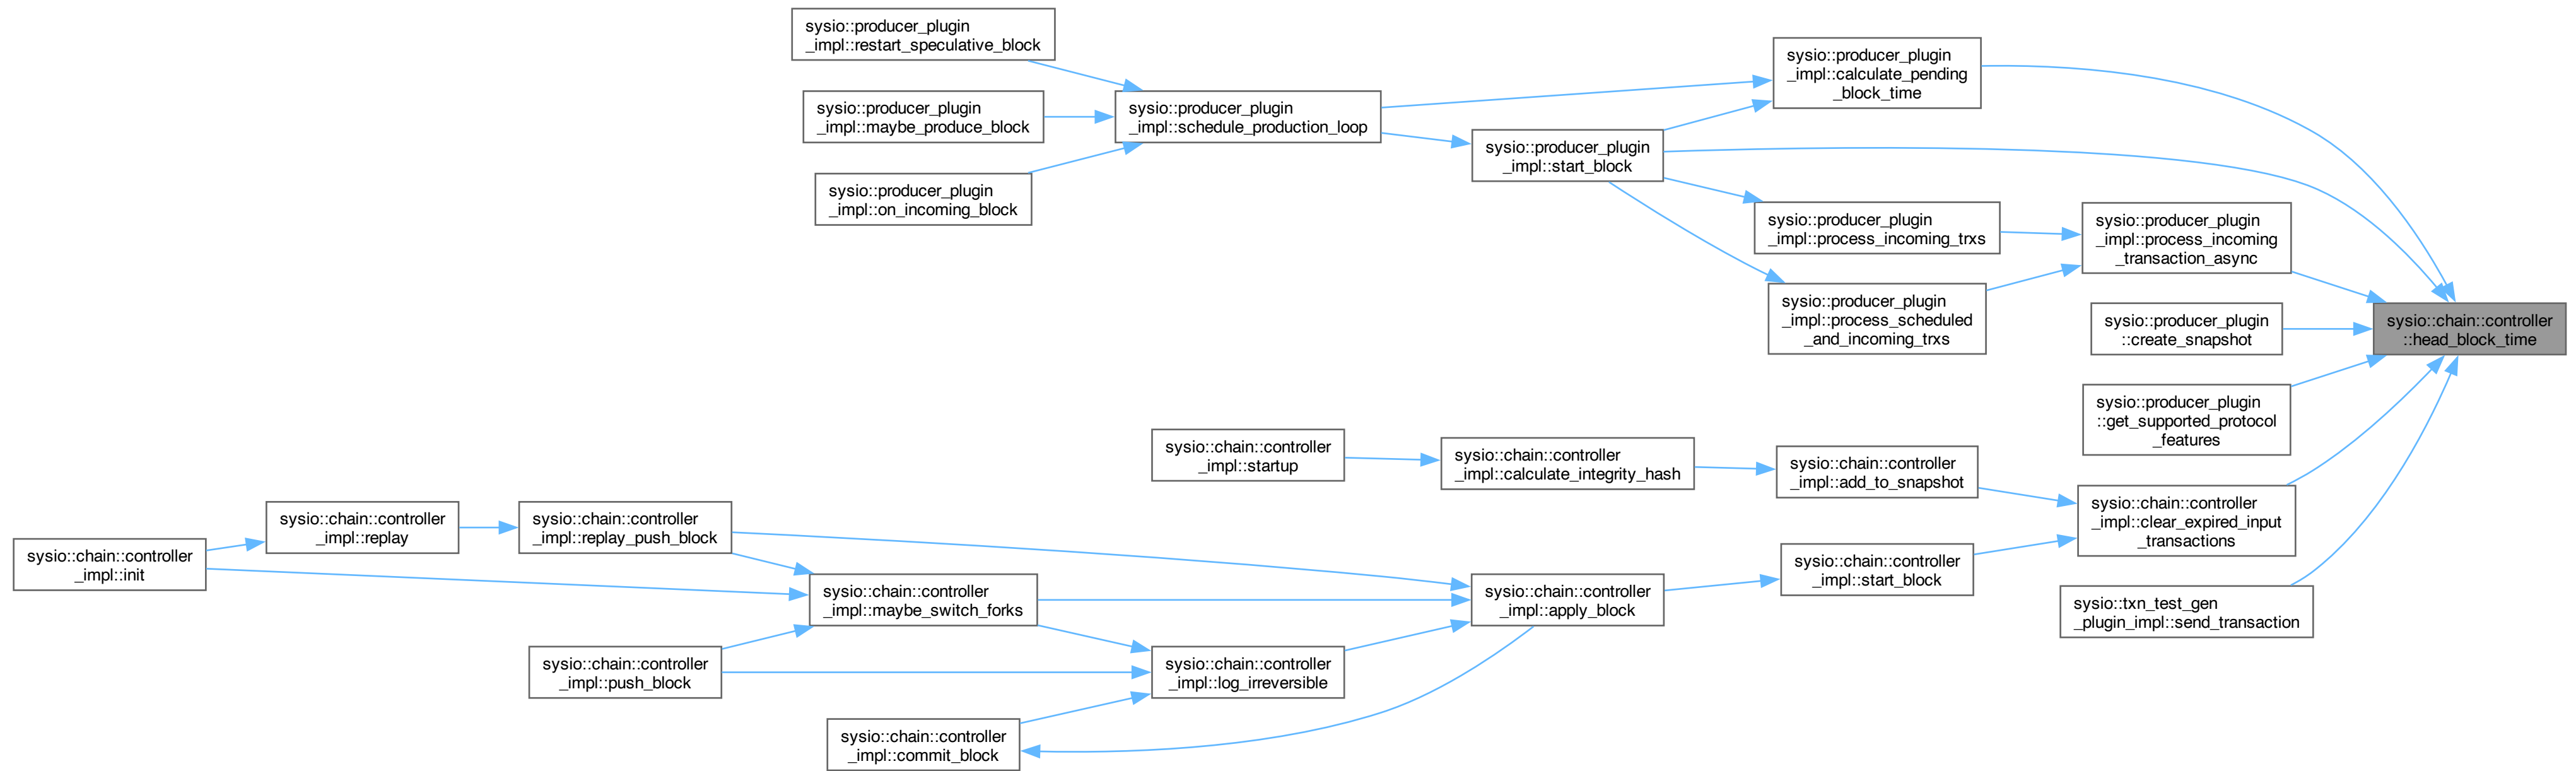 sysio::producer_plugin
_impl::restart_speculative_block
sysio::producer_plugin
_impl::maybe_produce_block
sysio::producer_plugin
_impl::on_incoming_block
sysio::producer_plugin
_impl::schedule_production_loop
sysio::producer_plugin
_impl::start_block
sysio::producer_plugin
_impl::calculate_pending
_block_time
sysio::producer_plugin
_impl::process_incoming_trxs
sysio::producer_plugin
_impl::process_scheduled
_and_incoming_trxs
sysio::producer_plugin
_impl::process_incoming
_transaction_async
sysio::producer_plugin
::create_snapshot
sysio::producer_plugin
::get_supported_protocol
_features
sysio::chain::controller
::head_block_time
sysio::chain::controller
_impl::startup
sysio::chain::controller
_impl::calculate_integrity_hash
sysio::chain::controller
_impl::add_to_snapshot
sysio::chain::controller
_impl::clear_expired_input
_transactions
sysio::chain::controller
_impl::start_block
sysio::txn_test_gen
_plugin_impl::send_transaction
sysio::chain::controller
_impl::init
sysio::chain::controller
_impl::replay
sysio::chain::controller
_impl::replay_push_block
sysio::chain::controller
_impl::maybe_switch_forks
sysio::chain::controller
_impl::apply_block
sysio::chain::controller
_impl::push_block
sysio::chain::controller
_impl::log_irreversible
sysio::chain::controller
_impl::commit_block